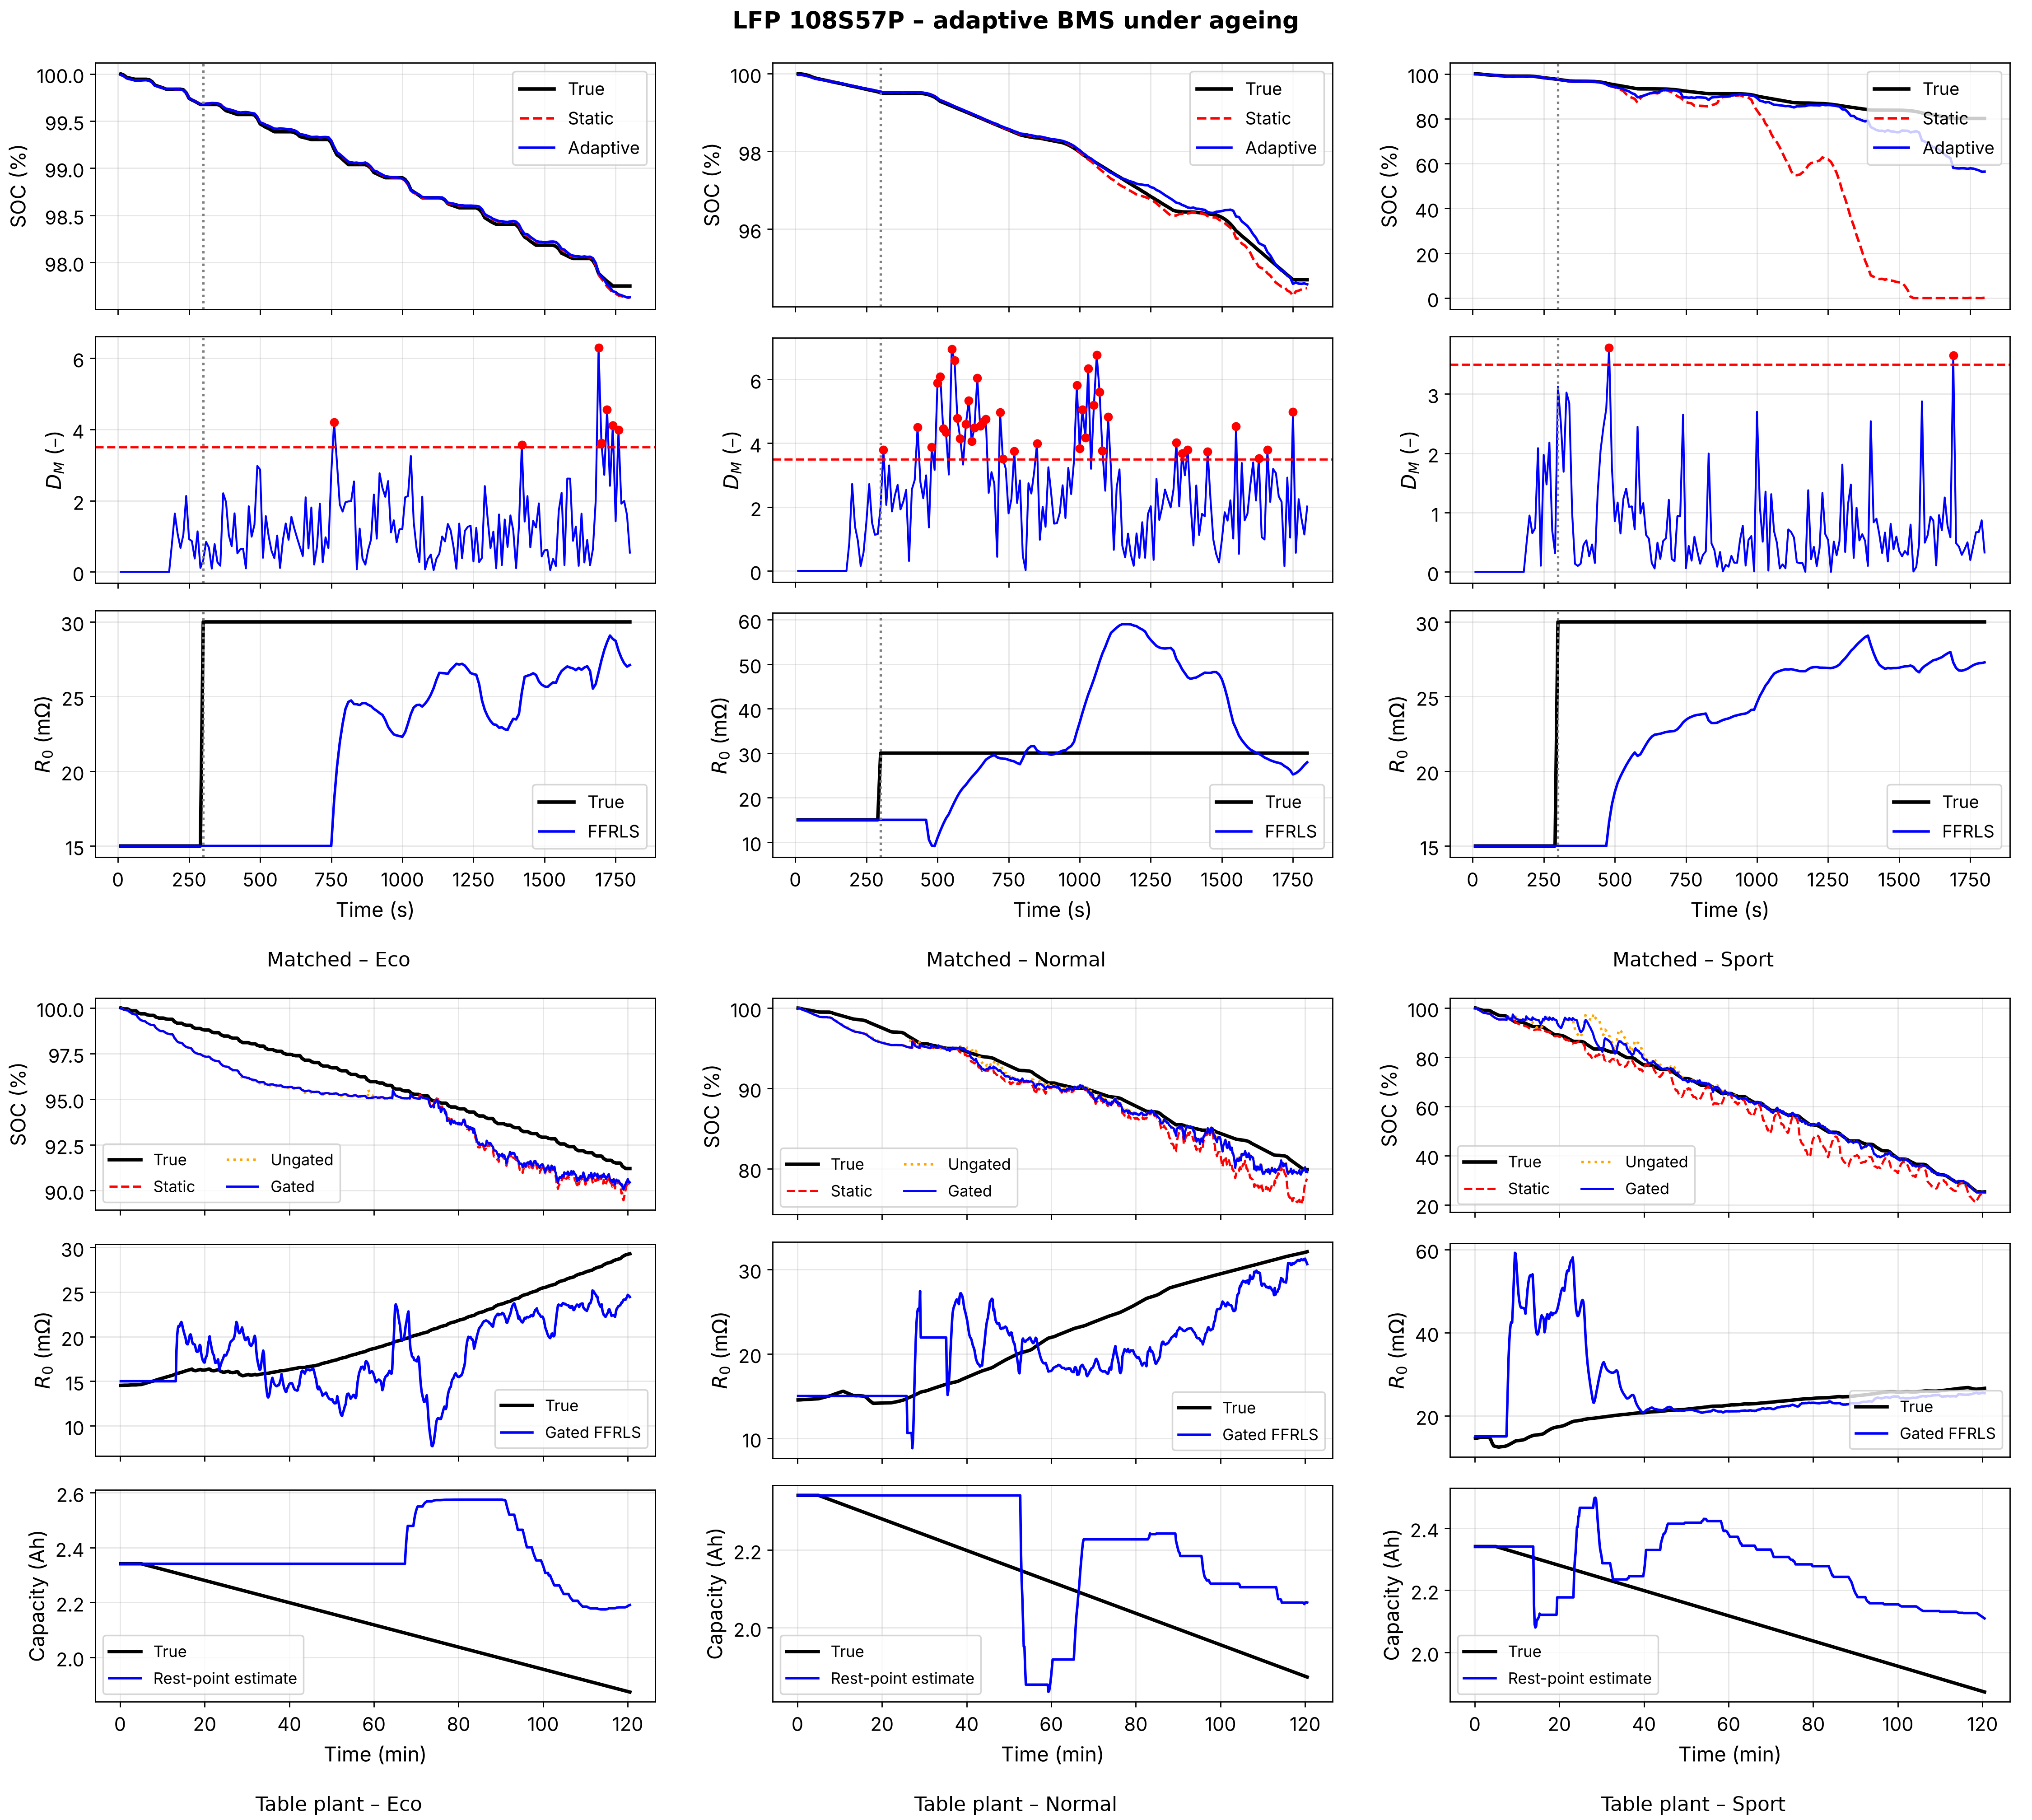 LFP 108S57P – adaptive BMS under ageing
SOC (%)
100.0
99.5
99.0
98.5
98.0
True
Static
Adaptive
SOC (%)
100
98
96
True
Static
Adaptive
SOC (%)
100
80
60
40
20
0
True
Static
Adaptive
D_M (–)
6
4
2
0
D_M (–)
6
4
2
0
D_M (–)
3
2
1
0
R_0 (mΩ)
30
25
20
15
True
FFRLS
0 250 500 750 1000 1250 1500 1750
Time (s)
R_0 (mΩ)
60
50
40
30
20
10
True
FFRLS
0 250 500 750 1000 1250 1500 1750
Time (s)
R_0 (mΩ)
30
25
20
15
True
FFRLS
0 250 500 750 1000 1250 1500 1750
Time (s)
Matched – Eco
Matched – Normal
Matched – Sport
SOC (%)
100.0
97.5
95.0
92.5
90.0
True
Static
Ungated
Gated
SOC (%)
100
90
80
True
Static
Ungated
Gated
SOC (%)
100
80
60
40
20
True
Static
Ungated
Gated
R_0 (mΩ)
30
25
20
15
10
True
Gated FFRLS
R_0 (mΩ)
30
20
10
True
Gated FFRLS
R_0 (mΩ)
60
40
20
True
Gated FFRLS
Capacity (Ah)
2.6
2.4
2.2
2.0
True
Rest-point estimate
0 20 40 60 80 100 120
Time (min)
Capacity (Ah)
2.2
2.0
True
Rest-point estimate
0 20 40 60 80 100 120
Time (min)
Capacity (Ah)
2.4
2.2
2.0
True
Rest-point estimate
0 20 40 60 80 100 120
Time (min)
Table plant – Eco
Table plant – Normal
Table plant – Sport